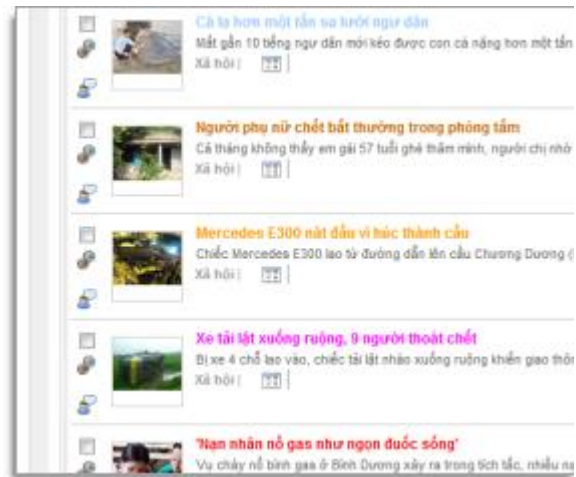 Cá lạ hơn một tấn sa lưới ngư dân
Mất gần 10 tiếng ngư dân mới kéo được con cá nặng hơn một tấn
Xã hội |
Người phụ nữ chết bất thường trong phòng tắm
Cả tháng không thấy em gái 57 tuổi ghé thăm mình, người chị nhờ
Xã hội |
Mercedes E300 nát đầu vì húc thành cầu
Chiếc Mercedes E300 lao từ đường dẫn lên cầu Chương Dương (
Xã hội |
Xe tải lật xuống ruộng, 9 người thoát chết
Bị xe 4 chỗ lao vào, chiếc tải lật nhào xuống ruộng khiến giao thôn
Xã hội |
'Nạn nhân nổ gas như ngọn đuốc sống'
Vụ cháy nổ bình gas ở Bình Dương xảy ra trong tích tắc, nhiều nạ